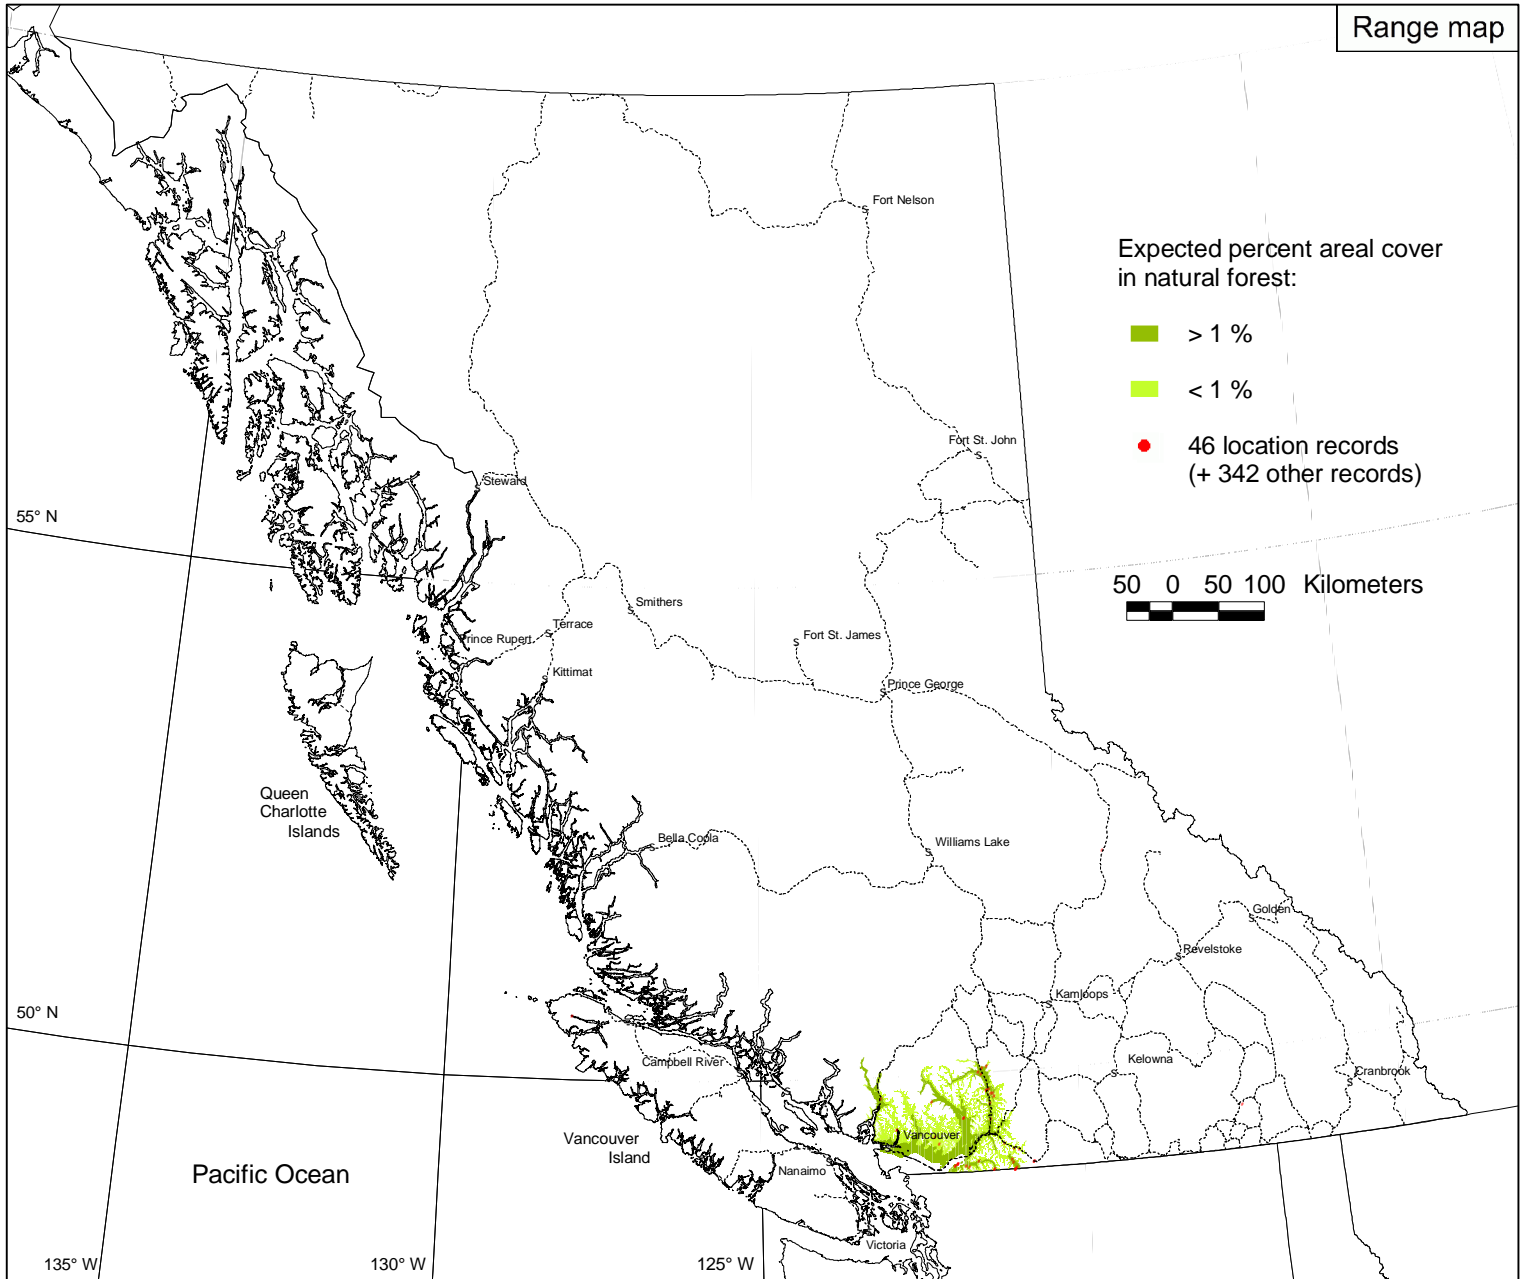 Range map
Fort Nelson
Expected percent areal cover
in natural forest:
> 1 %
< 1 %
46 location records
(+ 342 other records)
Fort St. John
Steward
55° N
50 0 50 100 Kilometers
Smithers
Terrace
Prince Rupert
Fort St. James
Kittimat
Prince George
Queen
Charlotte
Islands
Bella Coola
Williams Lake
Golden
Revelstoke
50° N
Kamloops
Campbell River
Kelowna
Cranbrook
Vancouver
Vancouver
Island
Nanaimo
Pacific Ocean
Victoria
135° W
130° W
125° W